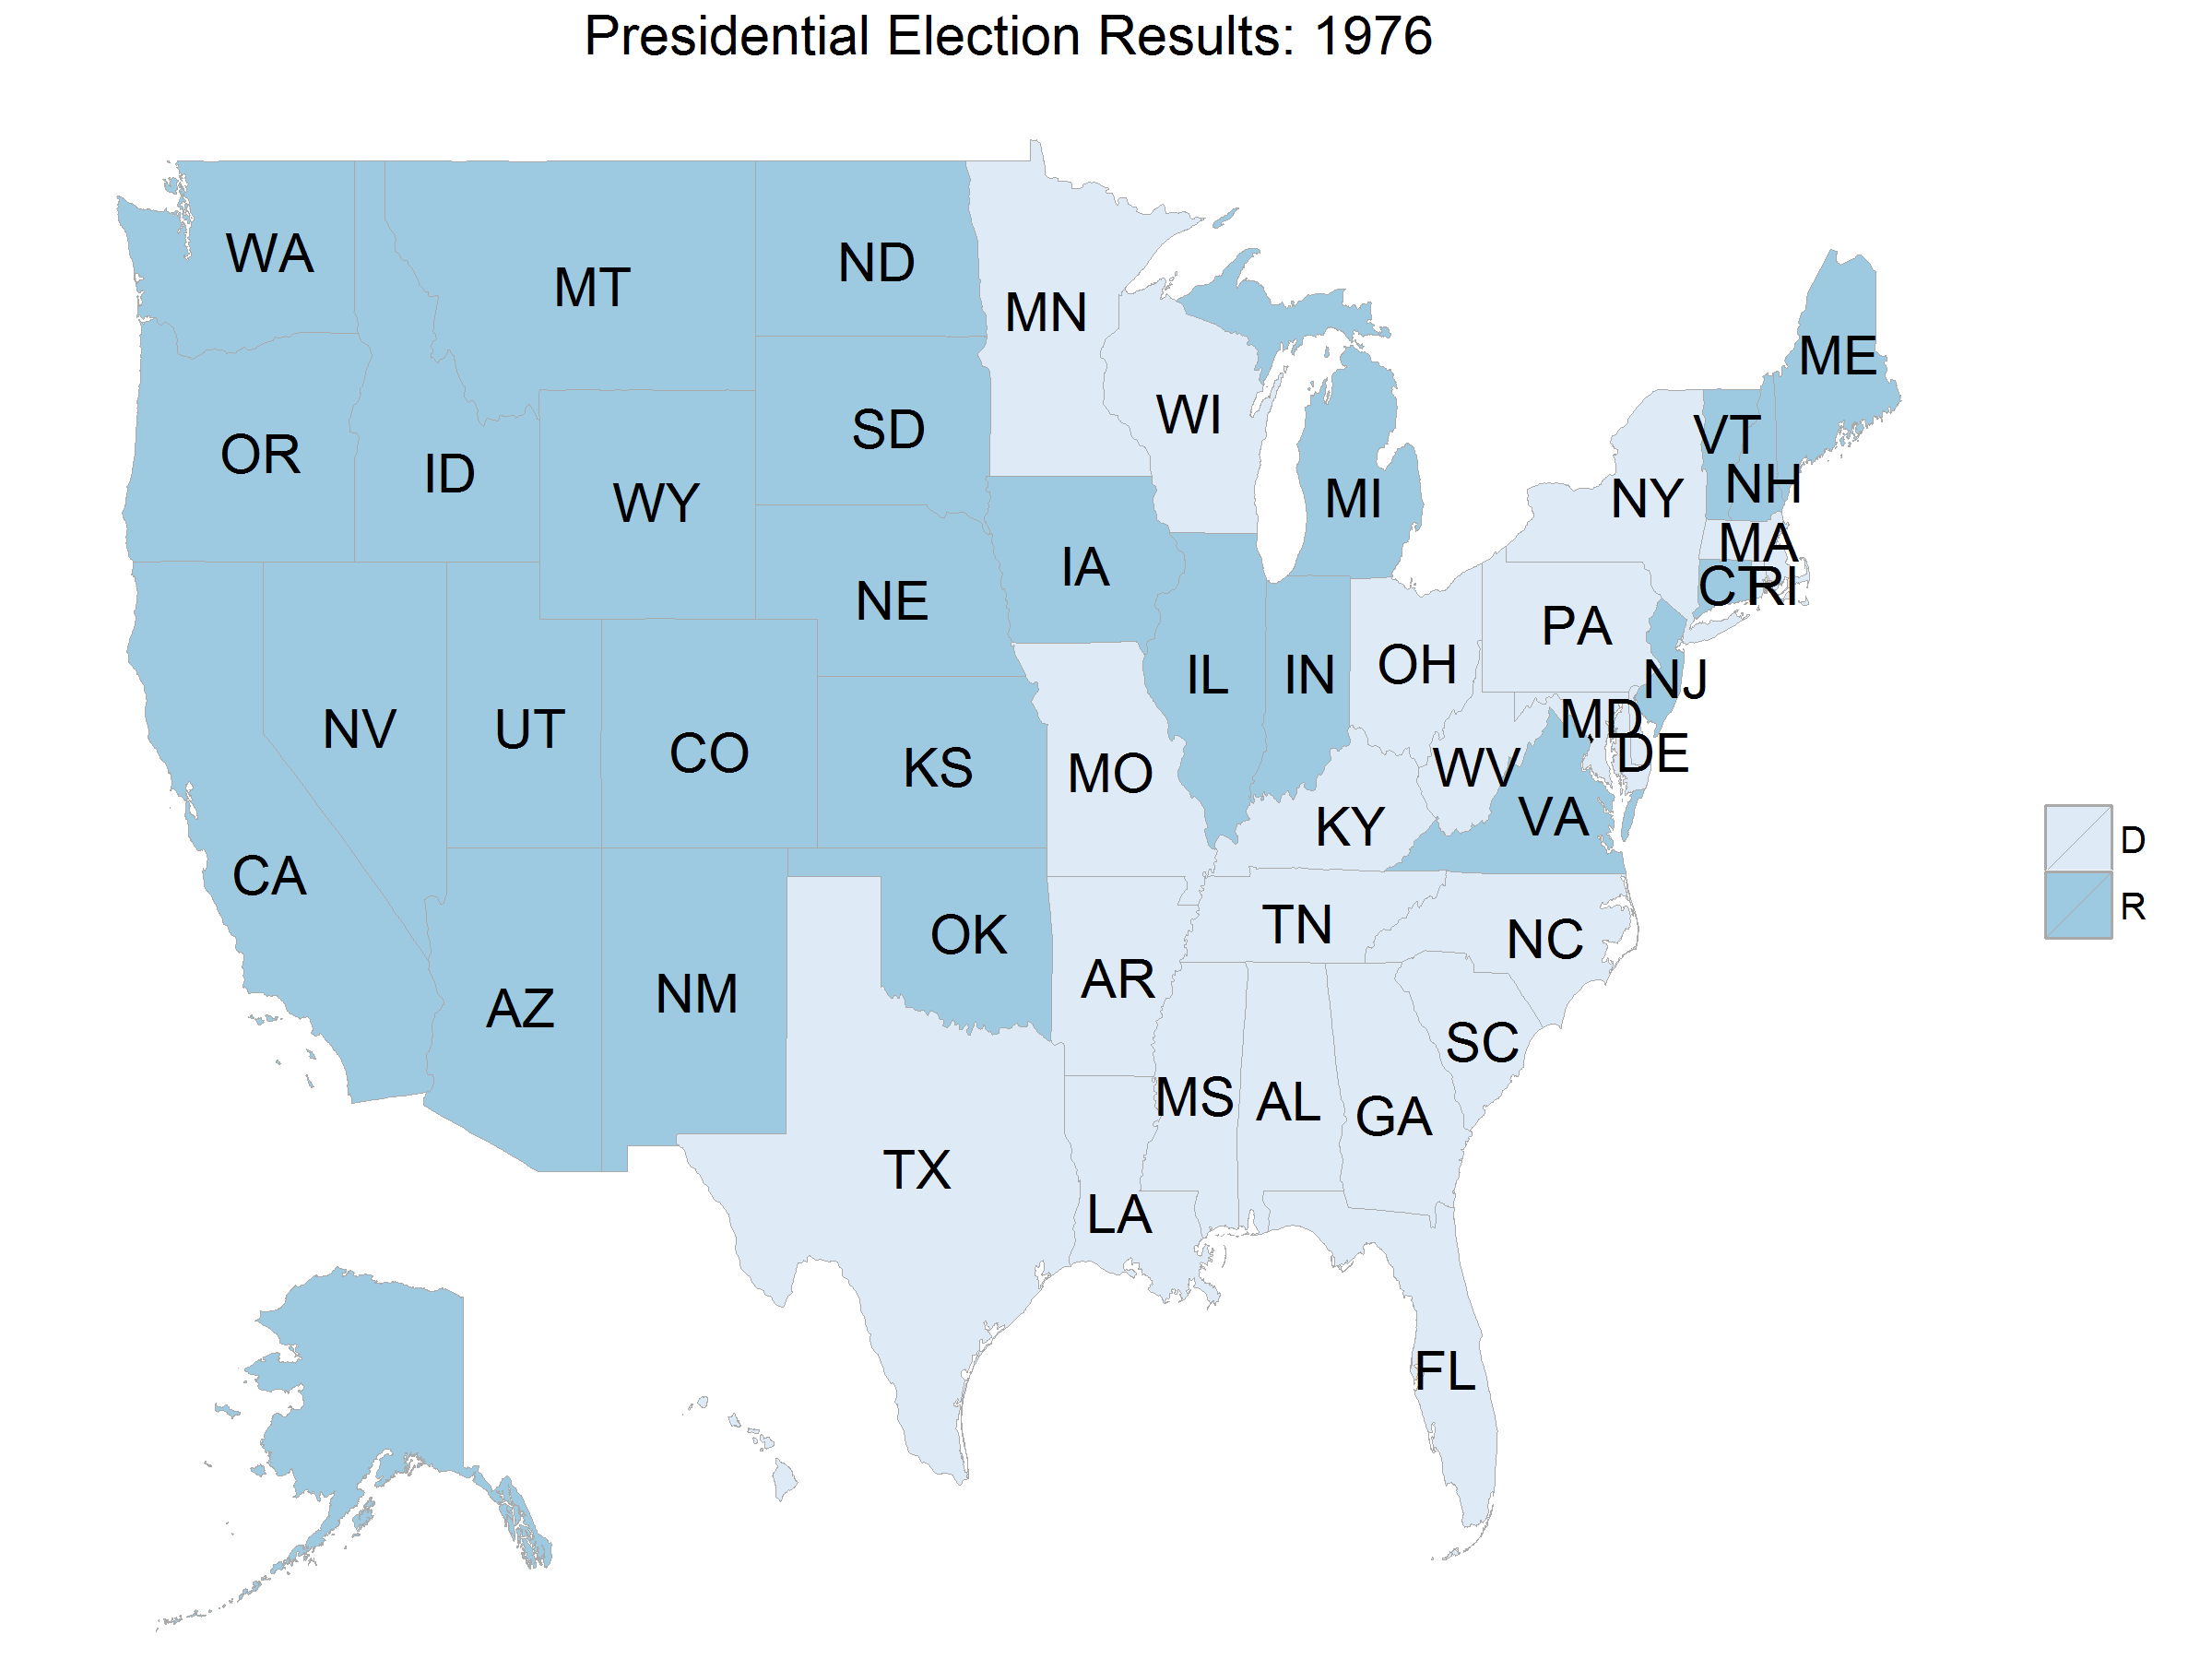 Presidential Election Results: 1976
WA
MT
ND
MN
ME
OR
ID
WY
SD
WI
MI
VT
NH
NY
MA
CT
RI
NE
IA
IL
IN
OH
PA
NJ
NV
UT
CO
KS
MO
WV
MD
DE
VA
KY
D
R
CA
AZ
NM
OK
AR
TN
NC
SC
MS
AL
GA
TX
LA
FL